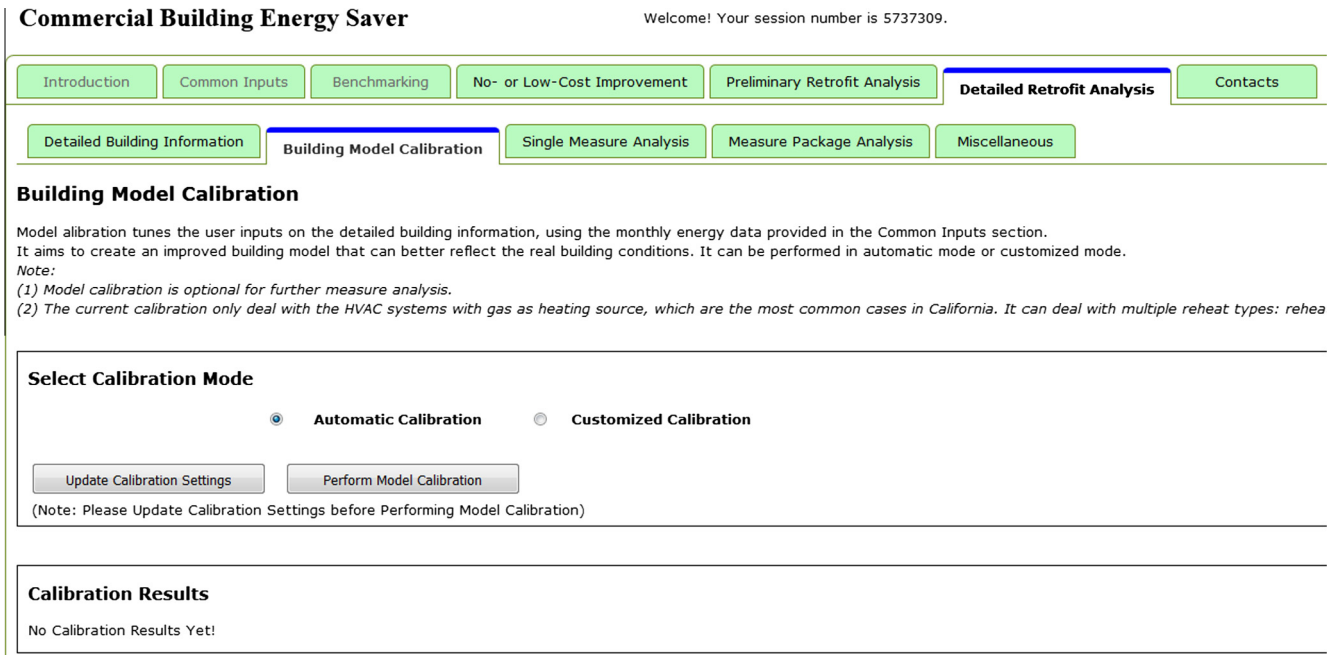 Commercial Building Energy Saver
Welcome! Your session number is 5737309.
Introduction
Common Inputs
Benchmarking
No- or Low-Cost Improvement
Preliminary Retrofit Analysis
Detailed Retrofit Analysis
Contacts
Detailed Building Information
Building Model Calibration
Single Measure Analysis
Measure Package Analysis
Miscellaneous
Building Model Calibration
Model alibration tunes the user inputs on the detailed building information, using the monthly energy data provided in the Common Inputs section.
It aims to create an improved building model that can better reflect the real building conditions. It can be performed in automatic mode or customized mode.
Note:
(1) Model calibration is optional for further measure analysis.
(2) The current calibration only deal with the HVAC systems with gas as heating source, which are the most common cases in California. It can deal with multiple reheat types: rehea
Select Calibration Mode
Automatic Calibration
Customized Calibration
Update Calibration Settings
Perform Model Calibration
(Note: Please Update Calibration Settings before Performing Model Calibration)
Calibration Results
No Calibration Results Yet!